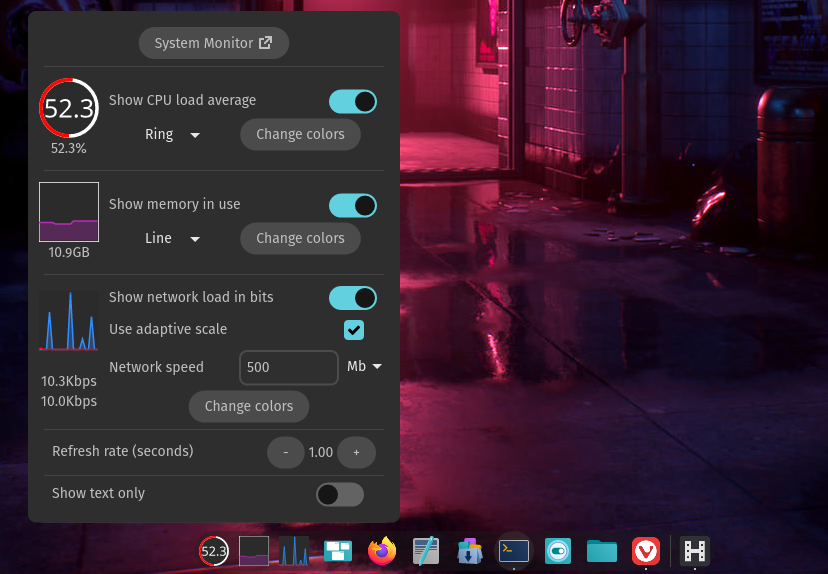 System Monitor
52.3
Show CPU load average
Ring
Change colors
52.3%
Show memory in use
Line
Change colors
10.9GB
Show network load in bits
Use adaptive scale
Network speed
500
Mb
10.3Kbps
10.0Kbps
Change colors
Refresh rate (seconds)
- 1.00 +
Show text only
52.3